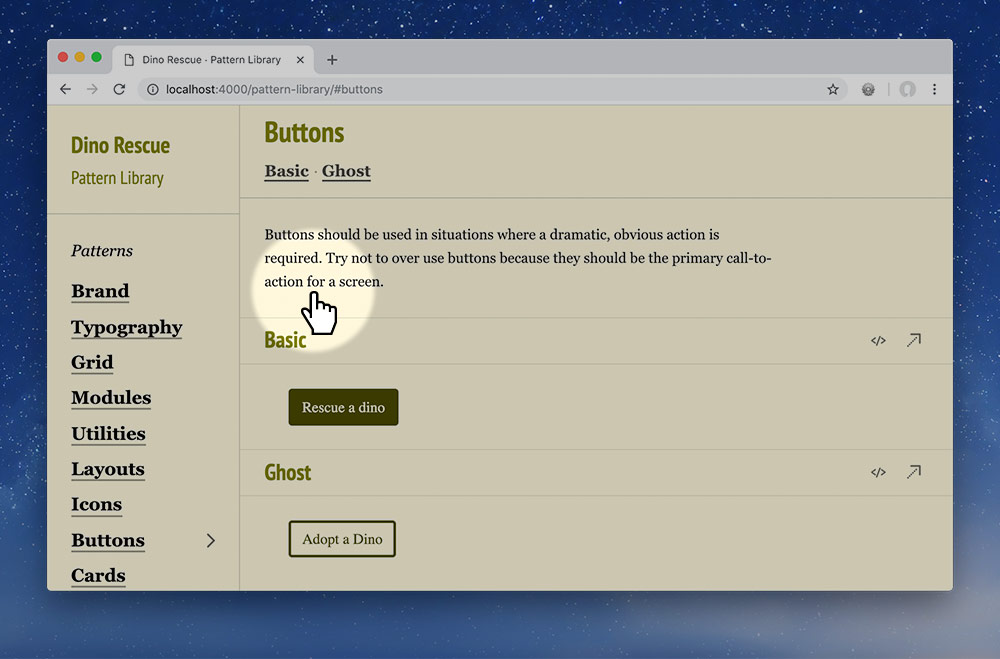 Dino Rescue · Pattern Library
localhost:4000/pattern-library/#buttons
Dino Rescue
Pattern Library
Patterns
Brand
Typography
Grid
Modules
Utilities
Layouts
Icons
Buttons
Cards
Buttons
Basic · Ghost
Buttons should be used in situations where a dramatic, obvious action is
required. Try not to over use buttons because they should be the primary call-to-
action for a screen.
Basic
</>
Rescue a dino
Ghost
</>
Adopt a Dino